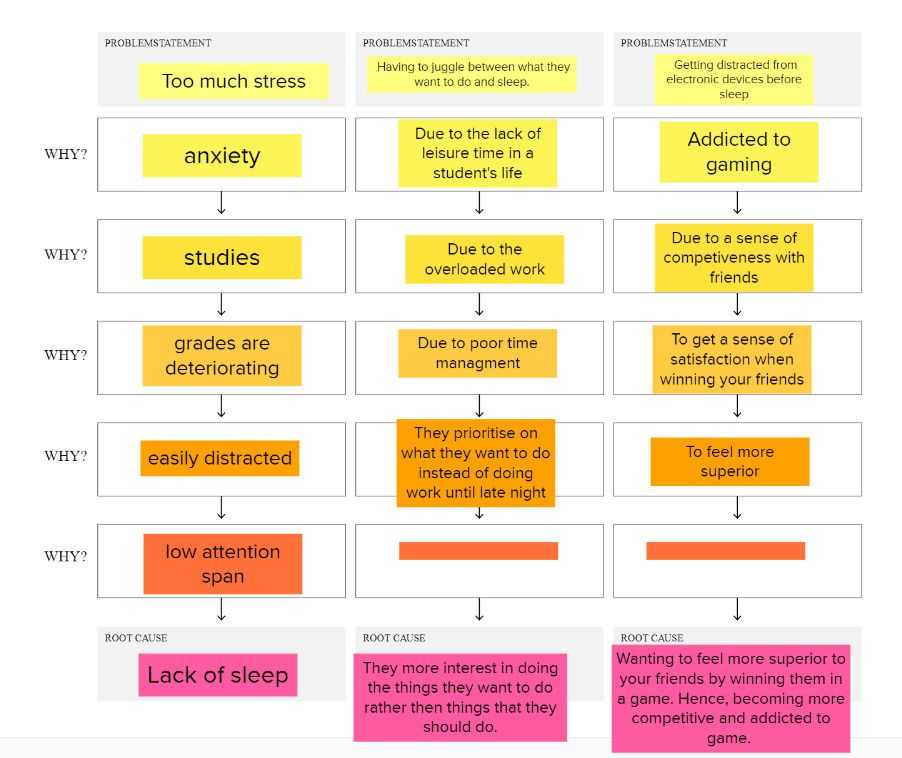 PROBLEMSTATEMENT
Too much stress
PROBLEMSTATEMENT
Having to juggle between what they
want to do and sleep.
PROBLEMSTATEMENT
Getting distracted from
electronic devices before
sleep
WHY?
anxiety
Due to the lack of
leisure time in a
student's life
Addicted to
gaming
WHY?
studies
Due to the
overloaded work
Due to a sense of
competiveness with
friends
WHY?
grades are
deteriorating
Due to poor time
managment
To get a sense of
satisfaction when
winning your friends
WHY?
easily distracted
They prioritise on
what they want to do
instead of doing
work until late night
To feel more
superior
WHY?
low attention
span
ROOT CAUSE
Lack of sleep
ROOT CAUSE
They more interest in doing
the things they want to do
rather then things that they
should do.
ROOT CAUSE
Wanting to feel more superior to
your friends by winning them in
a game. Hence, becoming more
competitive and addicted to
game.